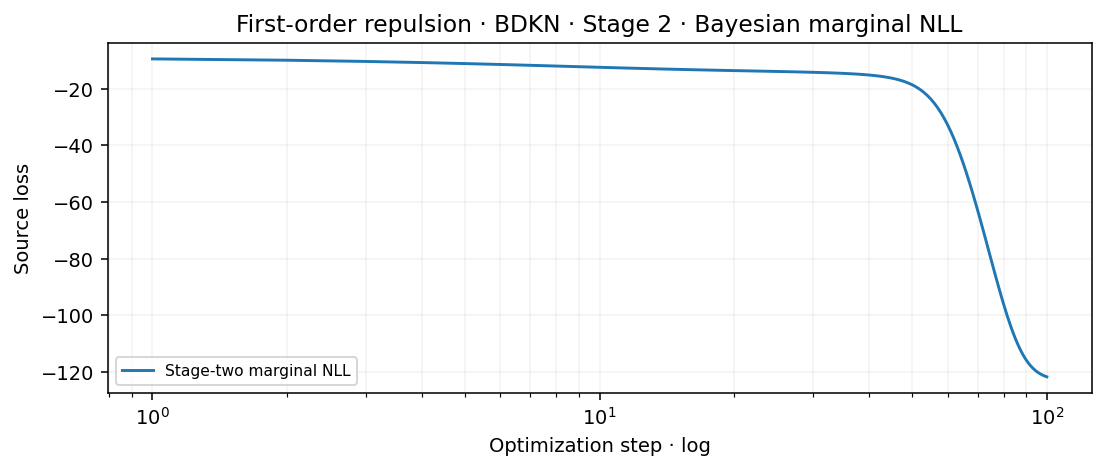 First-order repulsion · BDKN · Stage 2 · Bayesian marginal NLL
Source loss
−20
−40
−60
−80
−100
−120
Stage-two marginal NLL
10⁰
10¹
10²
Optimization step · log